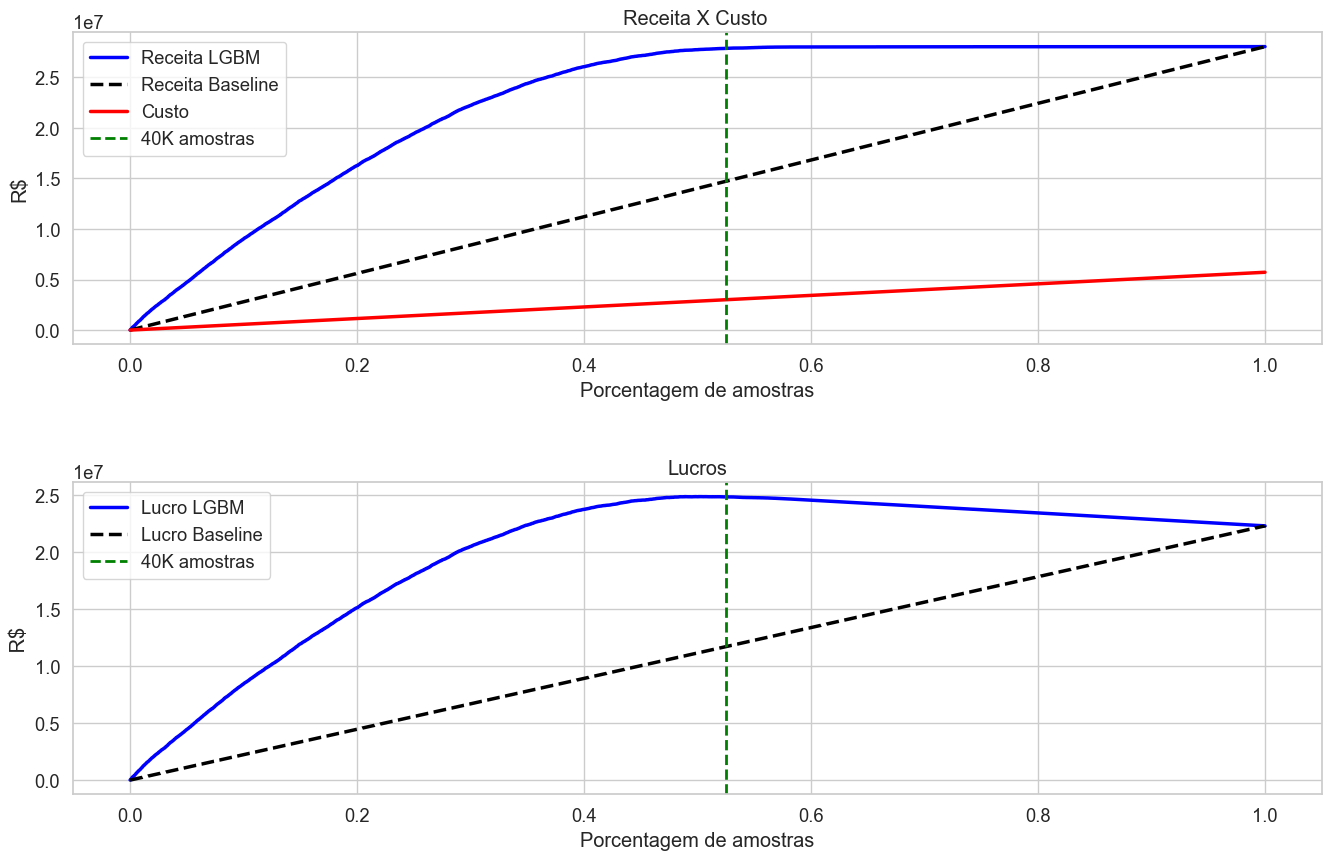 Receita X Custo
1e7
Receita LGBM
Receita Baseline
Custo
40K amostras
R$
2.5
2.0
1.5
1.0
0.5
0.0
0.0 0.2 0.4 0.6 0.8 1.0
Porcentagem de amostras
Lucros
1e7
Lucro LGBM
Lucro Baseline
40K amostras
R$
2.5
2.0
1.5
1.0
0.5
0.0
0.0 0.2 0.4 0.6 0.8 1.0
Porcentagem de amostras